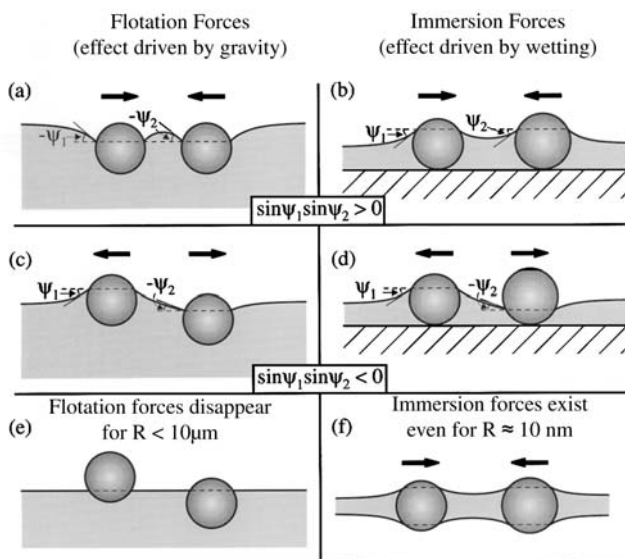 Flotation Forces
(effect driven by gravity)
Immersion Forces
(effect driven by wetting)
(a)
-ψ₁
-ψ₂
(b)
ψ₁
ψ₂
sinψ₁sinψ₂ > 0
(c)
ψ₁
-ψ₂
(d)
ψ₁
-ψ₂
sinψ₁sinψ₂ < 0
(e)
Flotation forces disappear
for R < 10μm
(f)
Immersion forces exist
even for R ≈ 10 nm